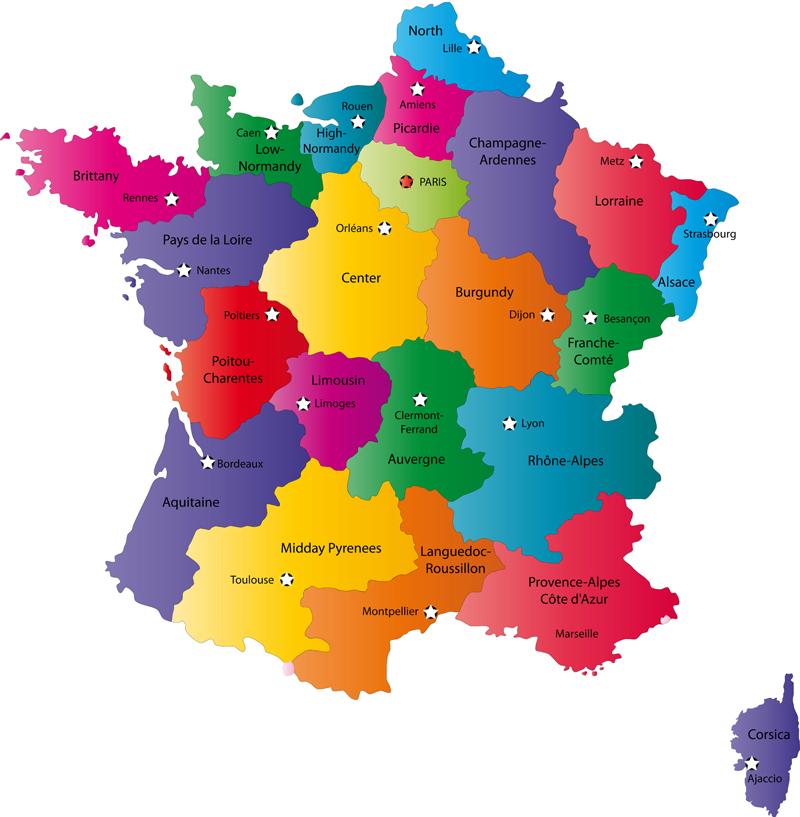 North
Lille
Amiens
Picardie
Rouen
High-
Normandy
Caen
Low-
Normandy
Champagne-
Ardennes
Metz
Lorraine
PARIS
Brittany
Rennes
Strasbourg
Alsace
Orléans
Pays de la Loire
Nantes
Center
Burgundy
Dijon
Besançon
Franche-
Comté
Poitiers
Poitou-
Charentes
Limousin
Limoges
Clermont-
Ferrand
Auvergne
Lyon
Rhône-Alpes
Bordeaux
Aquitaine
Midday Pyrenees
Toulouse
Languedoc-
Roussillon
Montpellier
Provence-Alpes
Côte d'Azur
Marseille
Corsica
Ajaccio